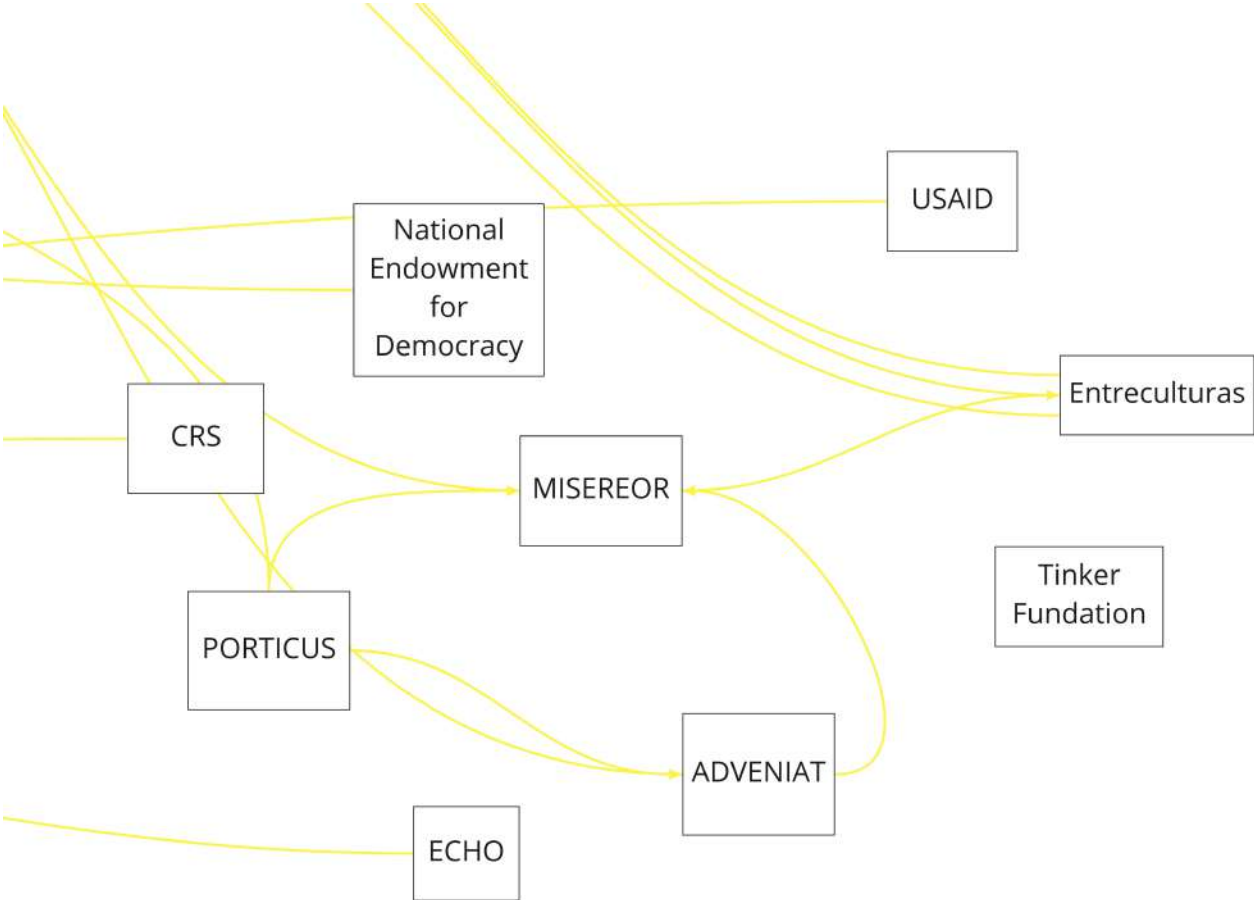 USAID
National
Endowment
for
Democracy
Entreculturas
CRS
MISEREOR
Tinker
Fundation
PORTICUS
ADVENIAT
ECHO